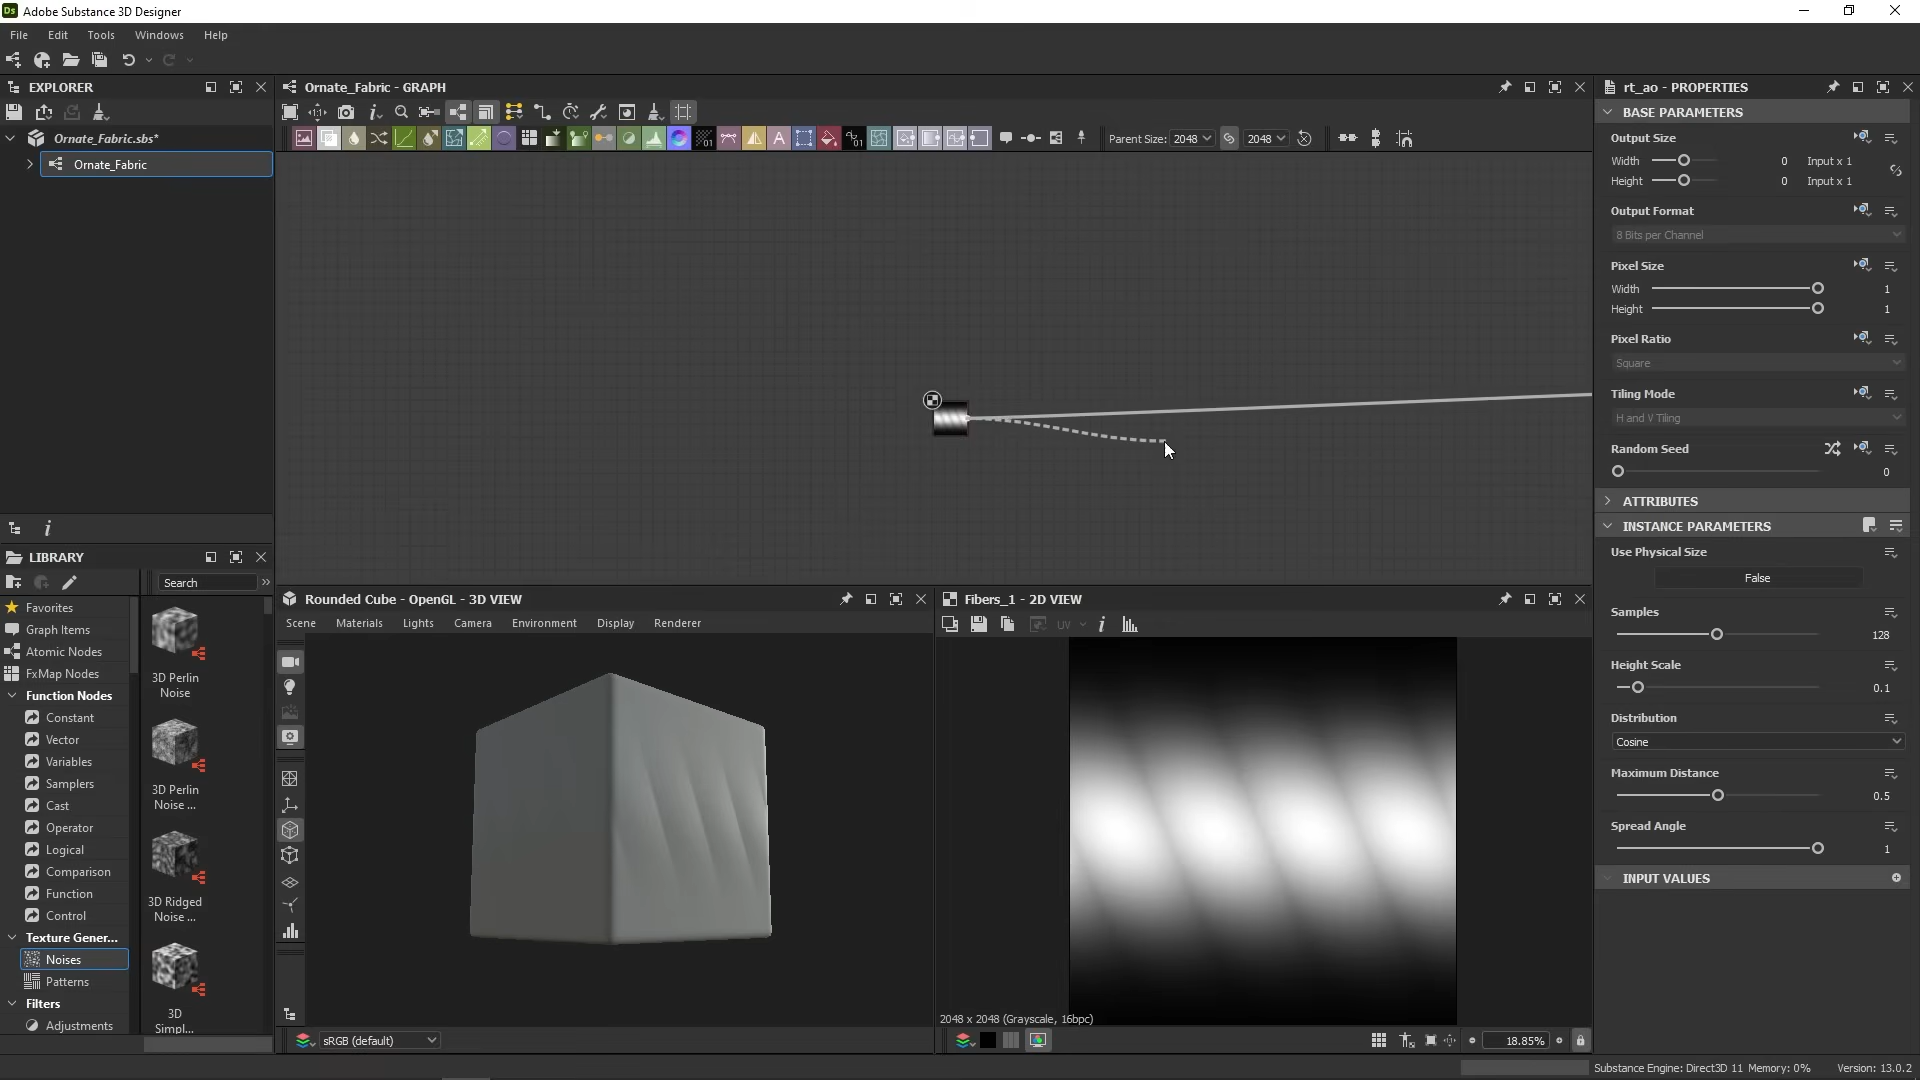 Ds Adobe Substance 3D Designer
File Edit Tools Windows Help
EXPLORER
Ornate_Fabric.sbs*
Ornate_Fabric
LIBRARY
Search
Favorites
Graph Items
Atomic Nodes
FxMap Nodes
Function Nodes
Constant
Vector
Variables
Samplers
Cast
Operator
Logical
Comparison
Function
Control
Texture Gener...
Noises
Patterns
Filters
Adjustments
3D Perlin
Noise
3D Perlin
Noise ...
3D Ridged
Noise ...
3D
Simpl...
Ornate_Fabric - GRAPH
Parent Size: 2048 2048
Rounded Cube - OpenGL - 3D VIEW
Scene Materials Lights Camera Environment Display Renderer
sRGB (default)
Fibers_1 - 2D VIEW
UV
2048 x 2048 (Grayscale, 16bpc)
18.85%
rt_ao - PROPERTIES
BASE PARAMETERS
Output Size
Width 0 Input x 1
Height 0 Input x 1
Output Format
8 Bits per Channel
Pixel Size
Width 1
Height 1
Pixel Ratio
Square
Tiling Mode
H and V Tiling
Random Seed
0
ATTRIBUTES
INSTANCE PARAMETERS
Use Physical Size
False
Samples
128
Height Scale
0.1
Distribution
Cosine
Maximum Distance
0.5
Spread Angle
1
INPUT VALUES
Substance Engine: Direct3D 11 Memory: 0% Version: 13.0.2